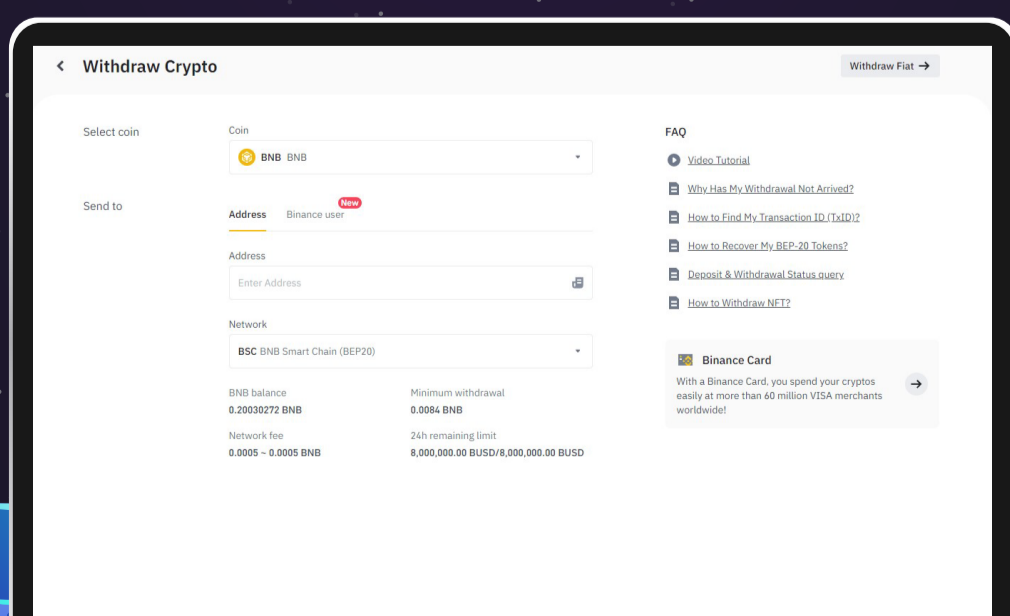 Withdraw Crypto
Withdraw Fiat →
Select coin
Coin
BNB BNB
Send to
Address
Binance user
New
Address
Enter Address
Network
BSC BNB Smart Chain (BEP20)
BNB balance
0.20030272 BNB
Minimum withdrawal
0.0084 BNB
Network fee
0.0005 ~ 0.0005 BNB
24h remaining limit
8,000,000.00 BUSD/8,000,000.00 BUSD
FAQ
Video Tutorial
Why Has My Withdrawal Not Arrived?
How to Find My Transaction ID (TxID)?
How to Recover My BEP-20 Tokens?
Deposit & Withdrawal Status query
How to Withdraw NFT?
Binance Card
With a Binance Card, you spend your cryptos
easily at more than 60 million VISA merchants
worldwide!